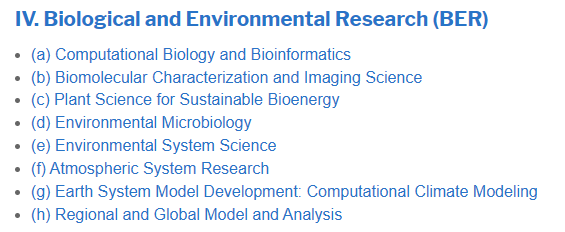 IV. Biological and Environmental Research (BER)
• (a) Computational Biology and Bioinformatics
• (b) Biomolecular Characterization and Imaging Science
• (c) Plant Science for Sustainable Bioenergy
• (d) Environmental Microbiology
• (e) Environmental System Science
• (f) Atmospheric System Research
• (g) Earth System Model Development: Computational Climate Modeling
• (h) Regional and Global Model and Analysis